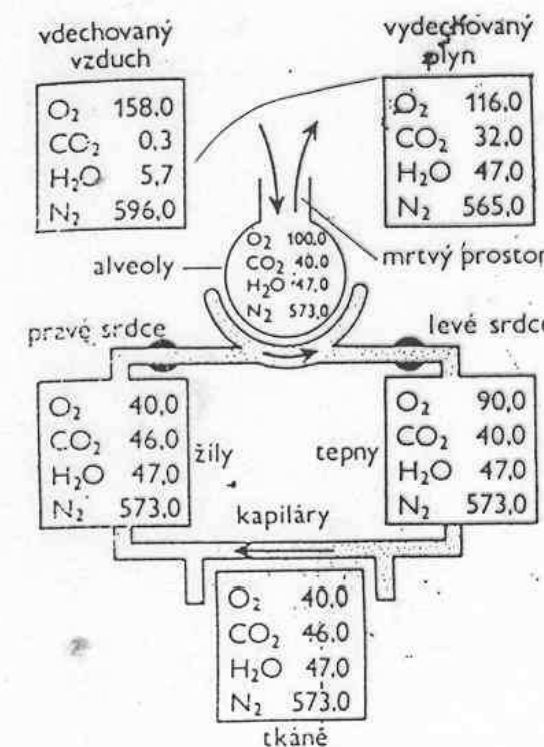 vdechovaný
vzduch
O₂ 158,0
CO₂ 0,3
H₂O 5,7
N₂ 596,0
vydechovaný
plyn
O₂ 116,0
CO₂ 32,0
H₂O 47,0
N₂ 565,0
alveoly
O₂ 100,0
CO₂ 40,0
H₂O 47,0
N₂ 573,0
mrtvý prostor
pravé srdce
levé srdce
O₂ 40,0
CO₂ 46,0
H₂O 47,0
N₂ 573,0
žíly
tepny
O₂ 90,0
CO₂ 40,0
H₂O 47,0
N₂ 573,0
kapiláry
O₂ 40,0
CO₂ 46,0
H₂O 47,0
N₂ 573,0
tkáně